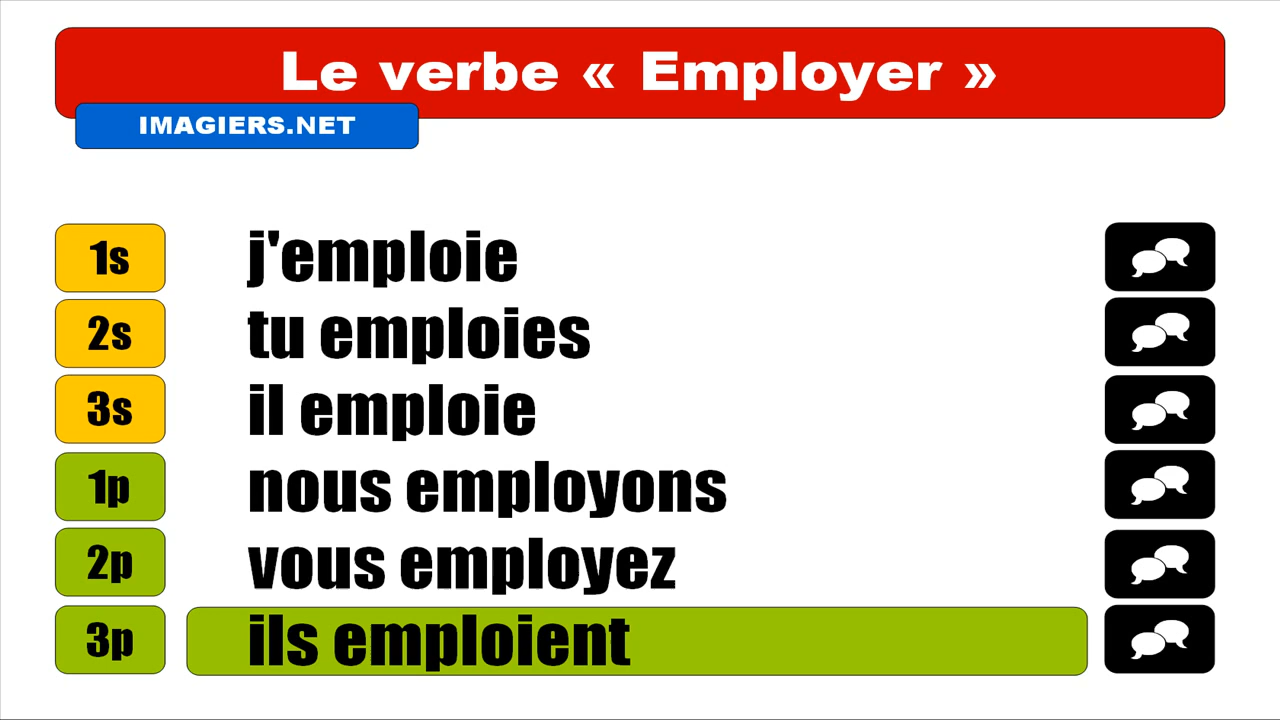 Le verbe « Employer »
IMAGIERS.NET
1s j'emploie
2s tu emploies
3s il emploie
1p nous employons
2p vous employez
3p ils emploient